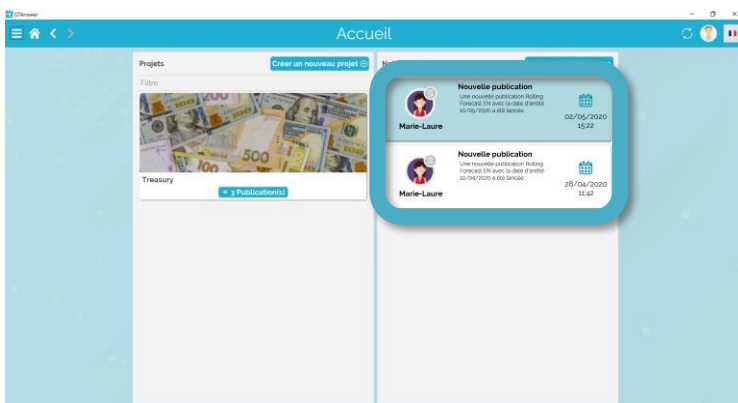 STAnswer
Accueil
Projets
Créer un nouveau projet
Filtre
Treasury
3 Publication(s)
Nouvelle publication
Une nouvelle publication Rolling
Forecast EN avec la date d'arrêté
10/05/2020 a été lancée.
Marie-Laure
02/05/2020
15:22
Nouvelle publication
Une nouvelle publication Rolling
Forecast EN avec la date d'arrêté
10/04/2020 a été lancée.
Marie-Laure
28/04/2020
11:42